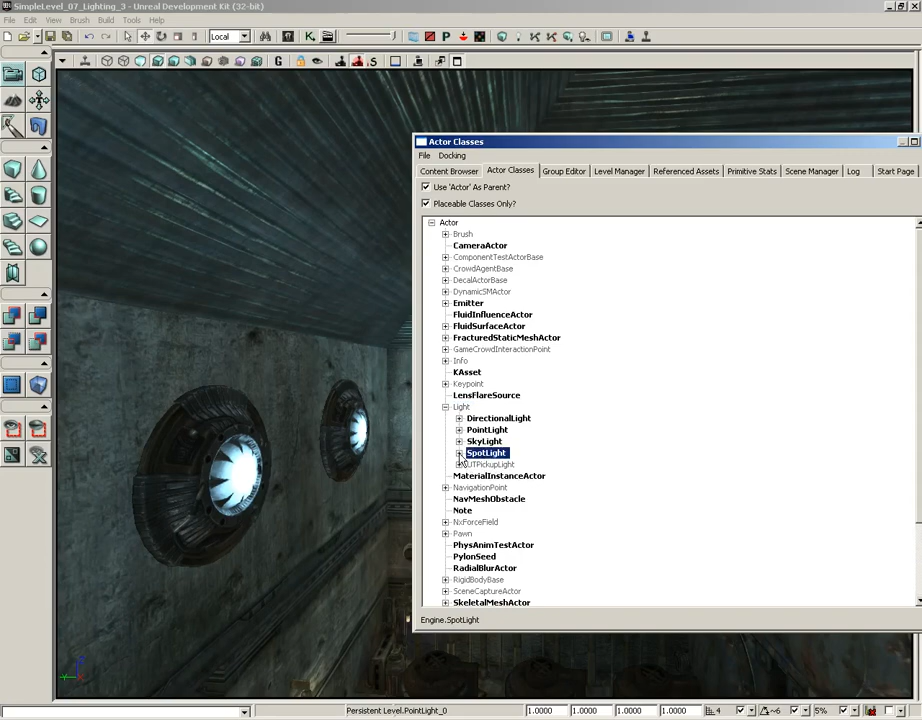 SimpleLevel_07_Lighting_3 - Unreal Development Kit (32-bit)
File Edit View Brush Build Tools Help
Local
G
Actor Classes
File Docking
Content Browser Actor Classes Group Editor Level Manager Referenced Assets Primitive Stats Scene Manager Log Start Page
Use 'Actor' As Parent?
Placeable Classes Only?
Actor
Brush
CameraActor
ComponentTestActorBase
CrowdAgentBase
DecalActorBase
DynamicSMActor
Emitter
FluidInfluenceActor
FluidSurfaceActor
FracturedStaticMeshActor
GameCrowdInteractionPoint
Info
KAsset
Keypoint
LensFlareSource
Light
DirectionalLight
PointLight
SkyLight
SpotLight
UTPickupLight
MaterialInstanceActor
NavigationPoint
NavMeshObstacle
Note
NxForceField
Pawn
PhysAnimTestActor
PylonSeed
RadialBlurActor
RigidBodyBase
SceneCaptureActor
SkeletalMeshActor
Engine.SpotLight
Persistent Level.PointLight_0 1.0000 1.0000 1.0000 1.0000 4 6 5%